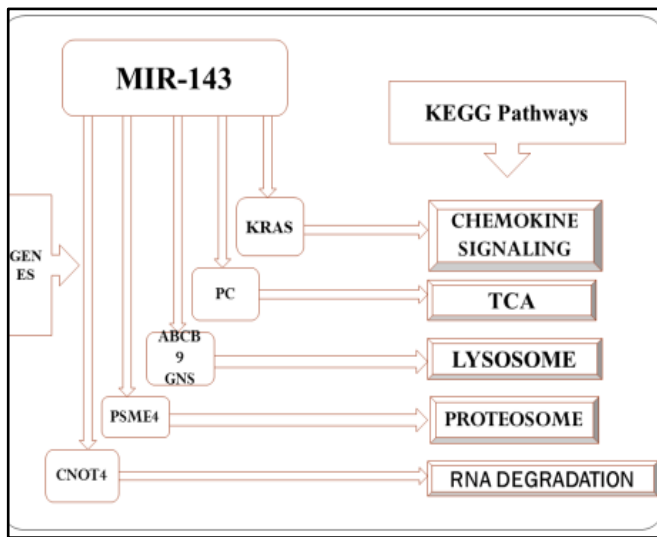 MIR-143
KEGG Pathways
GEN
ES
KRAS
CHEMOKINE
SIGNALING
PC
TCA
ABCB
9
GNS
LYSOSOME
PSME4
PROTEOSOME
CNOT4
RNA DEGRADATION